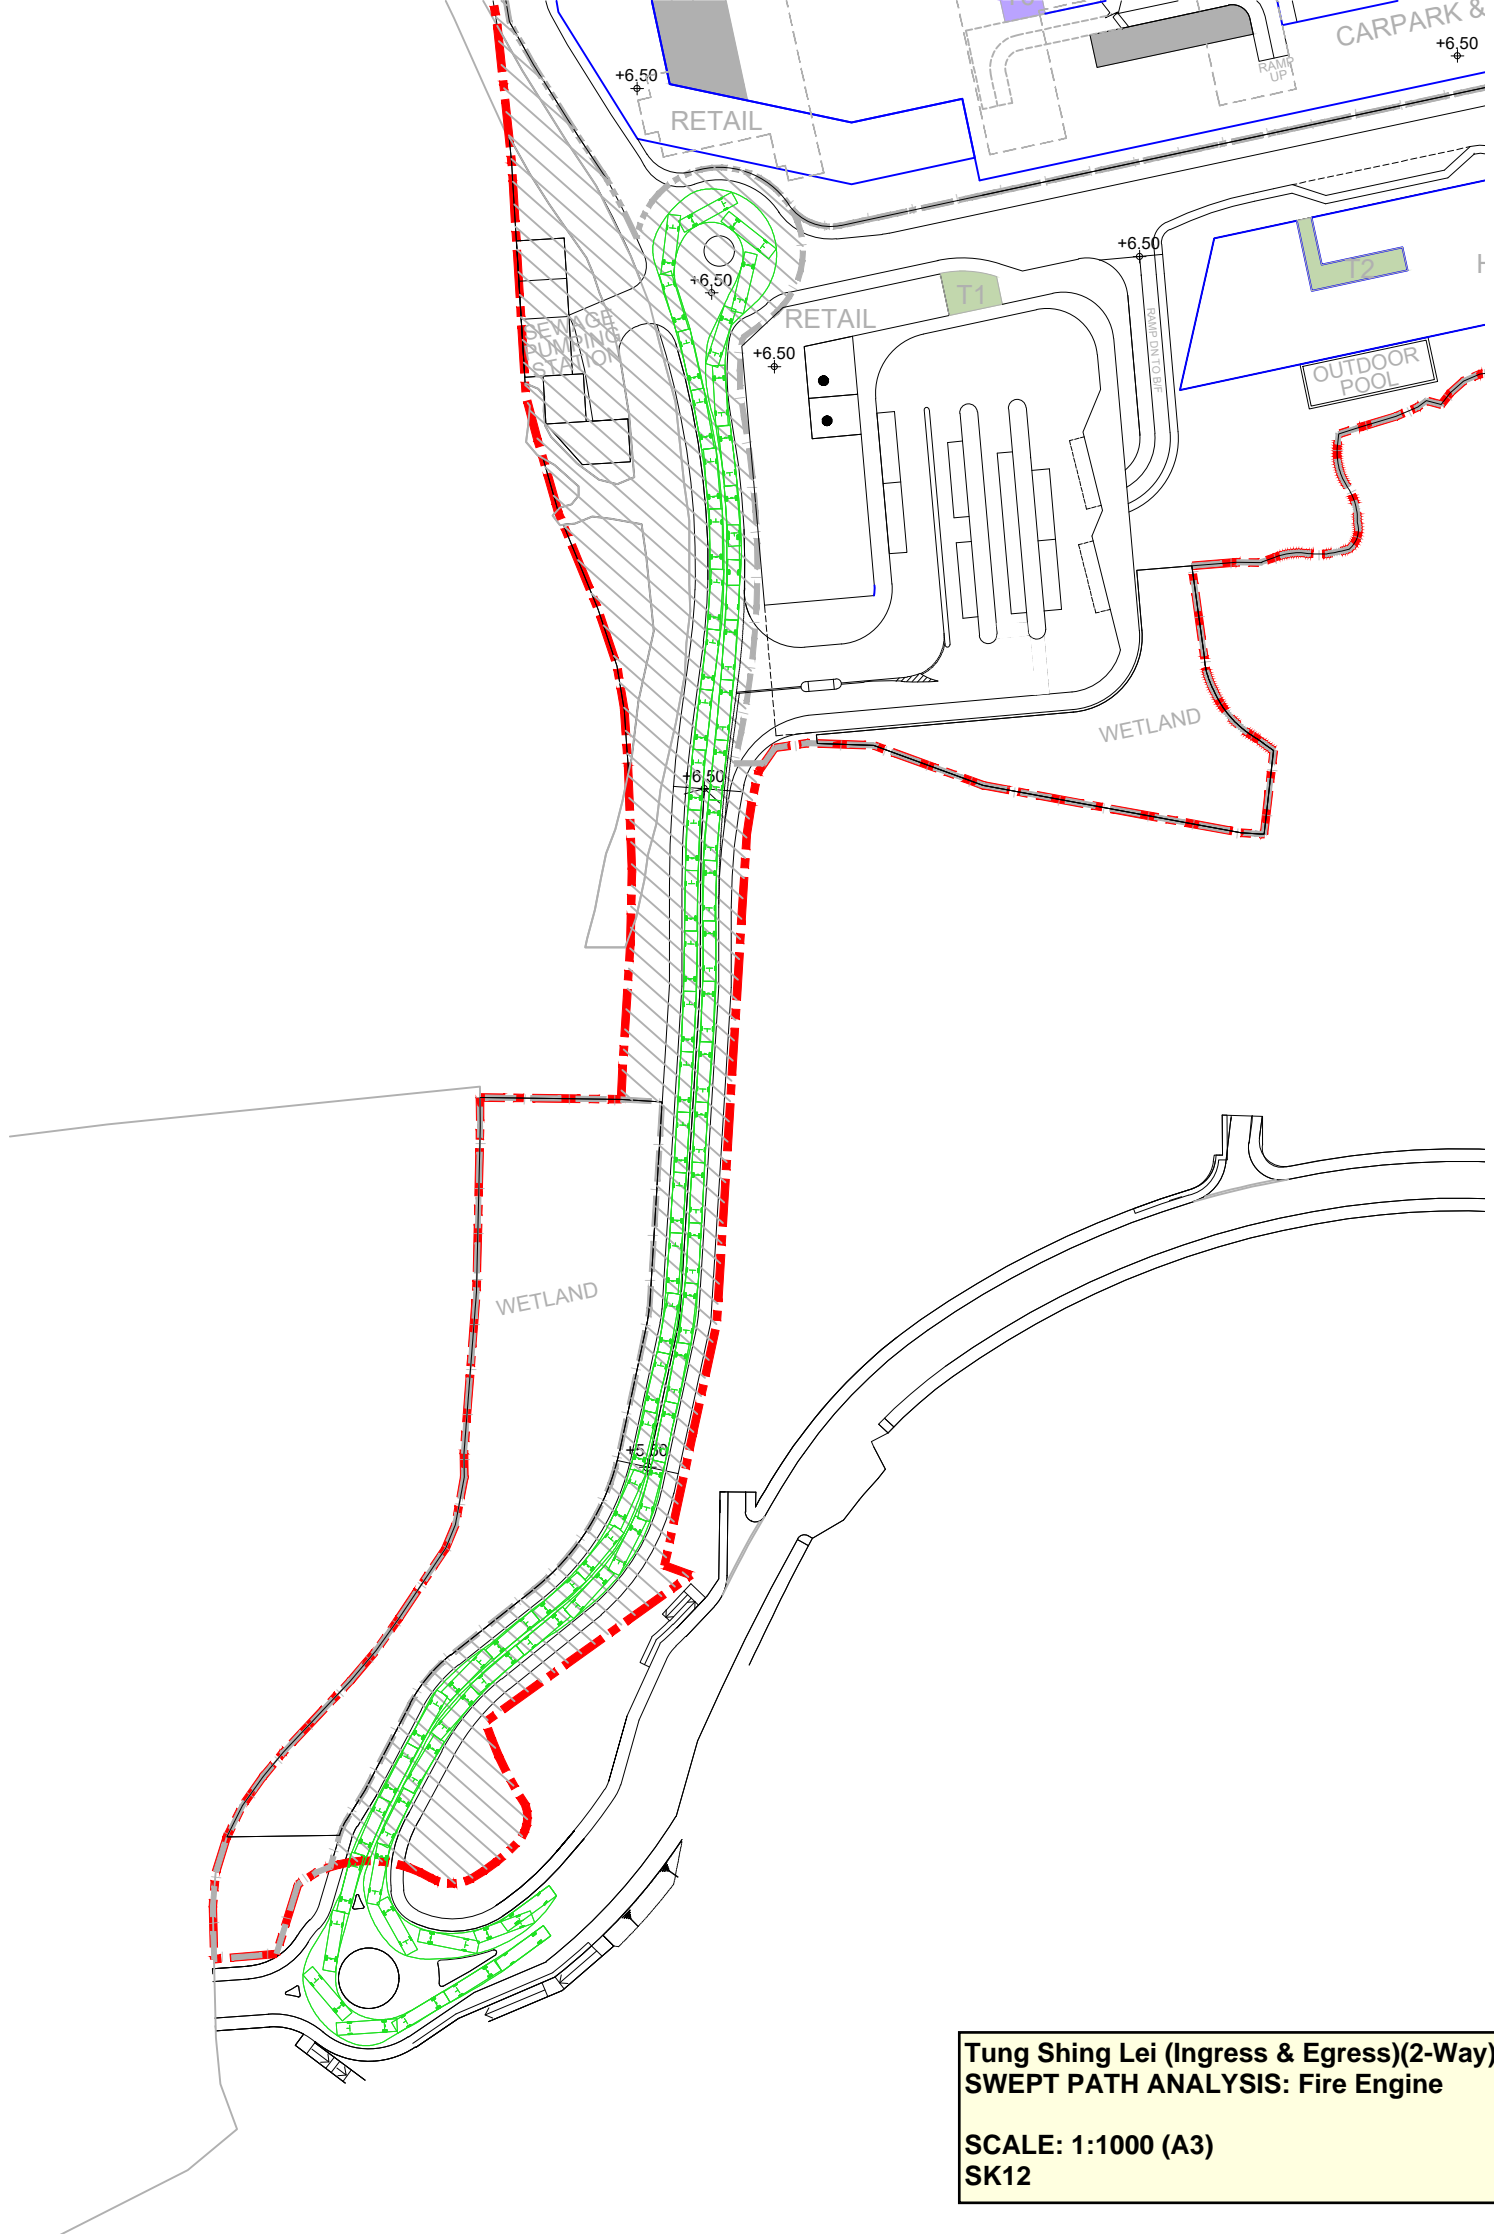 CARPARK &
+6.50
+6.50
RAMP
UP
RETAIL
+6.50
T2
H
+6.50
T1
RETAIL
SEWAGE
PUMPING
STATION
RAMP DN TO B/F
+6.50
OUTDOOR
POOL
WETLAND
+6.50
WETLAND
+5.50
Tung Shing Lei (Ingress & Egress)(2-Way)
SWEPT PATH ANALYSIS: Fire Engine
SCALE: 1:1000 (A3)
SK12